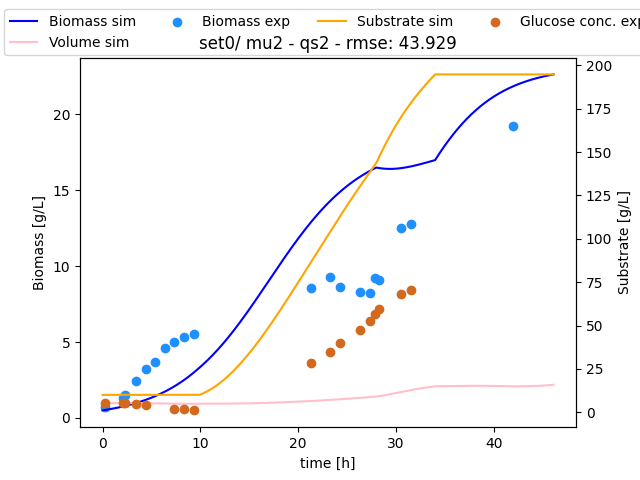 Biomass sim Biomass exp Substrate sim Glucose conc. exp
Volume sim
set0/ mu2 - qs2 - rmse: 43.929
Biomass [g/L]
20
15
10
5
0
200
175
150
125
100
75
50
25
0
Substrate [g/L]
0 10 20 30 40
time [h]